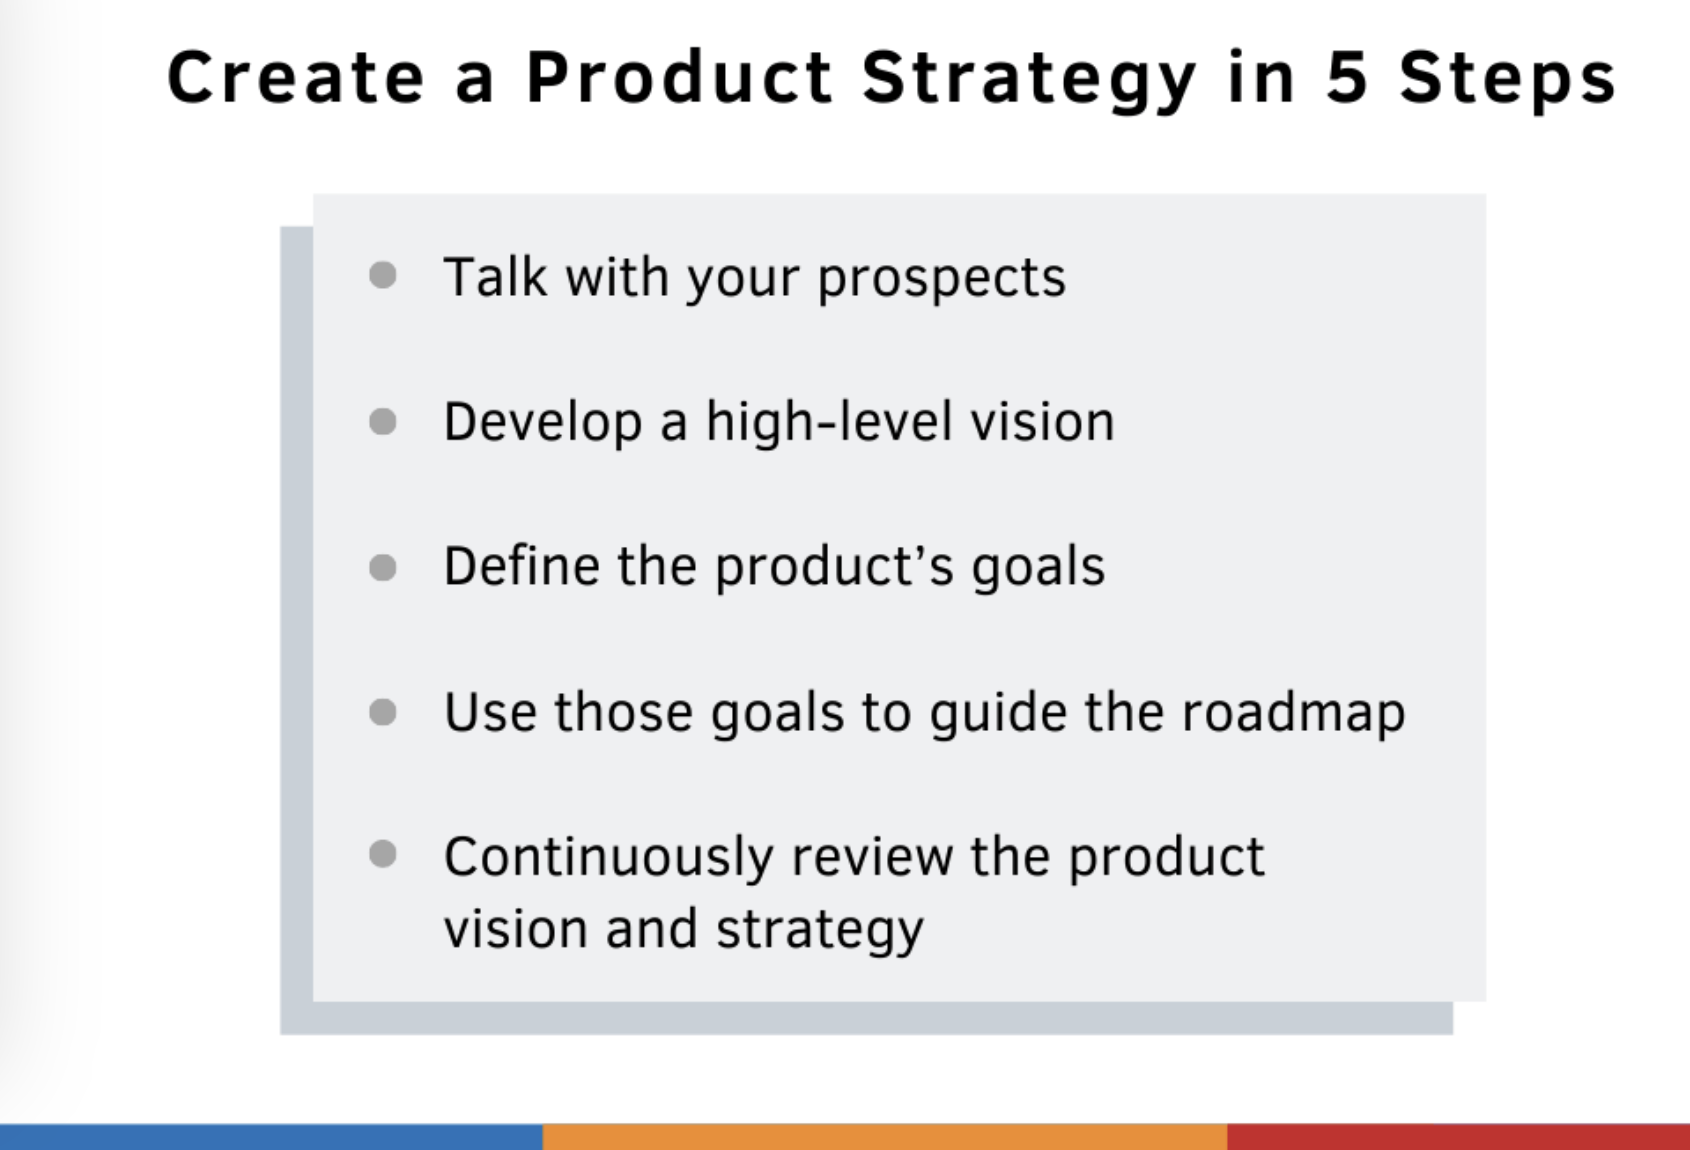 Create a Product Strategy in 5 Steps
Talk with your prospects
Develop a high-level vision
Define the product’s goals
Use those goals to guide the roadmap
Continuously review the product
vision and strategy